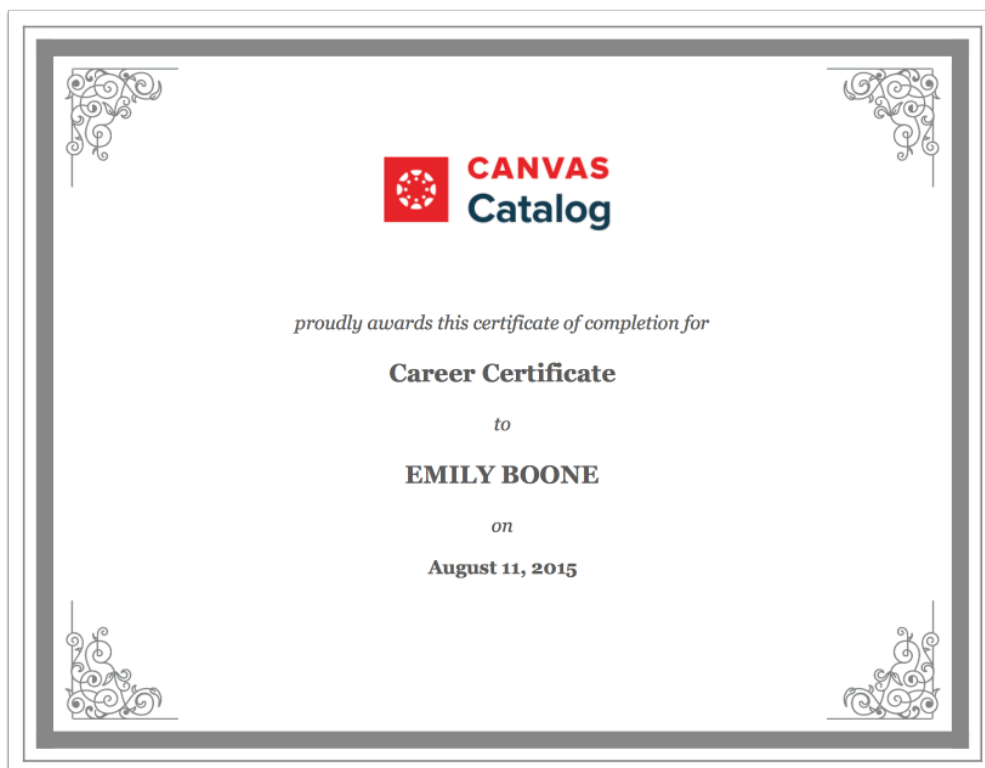 CANVAS
Catalog
proudly awards this certificate of completion for
Career Certificate
to
EMILY BOONE
on
August 11, 2015